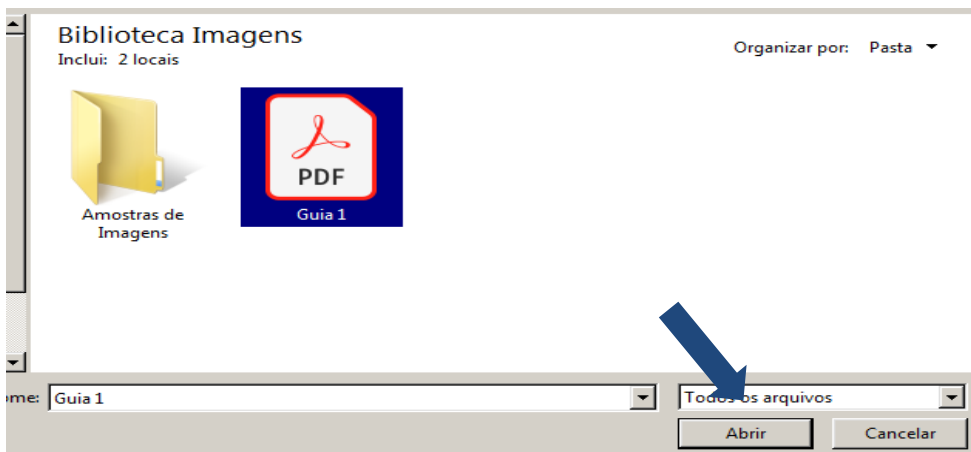 Biblioteca Imagens
Inclui: 2 locais
Organizar por: Pasta
PDF
Amostras de
Imagens
Guia 1
ome: Guia 1
Todos os arquivos
Abrir
Cancelar